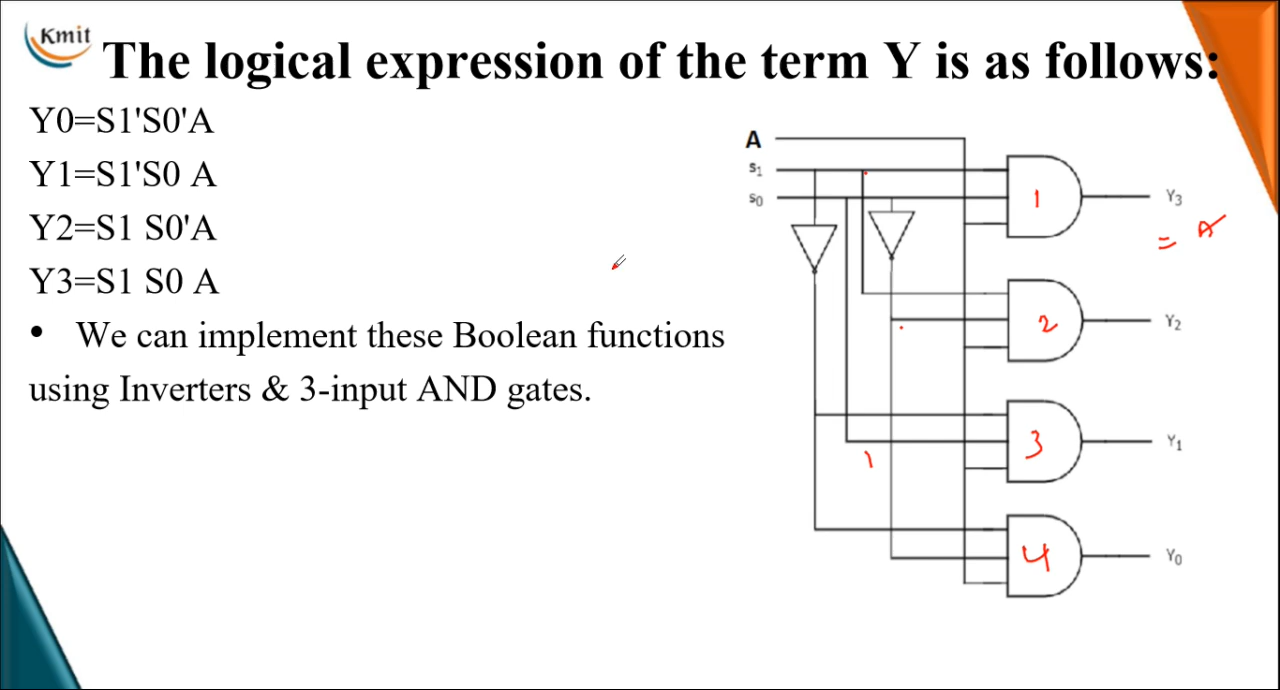 Kmit
The logical expression of the term Y is as follows:
Y0=S1'S0'A
Y1=S1'S0 A
Y2=S1 S0'A
Y3=S1 S0 A
• We can implement these Boolean functions
using Inverters & 3-input AND gates.
A
S1
S0
1
Y3
= A
2
Y2
3
Y1
1
4
Y0